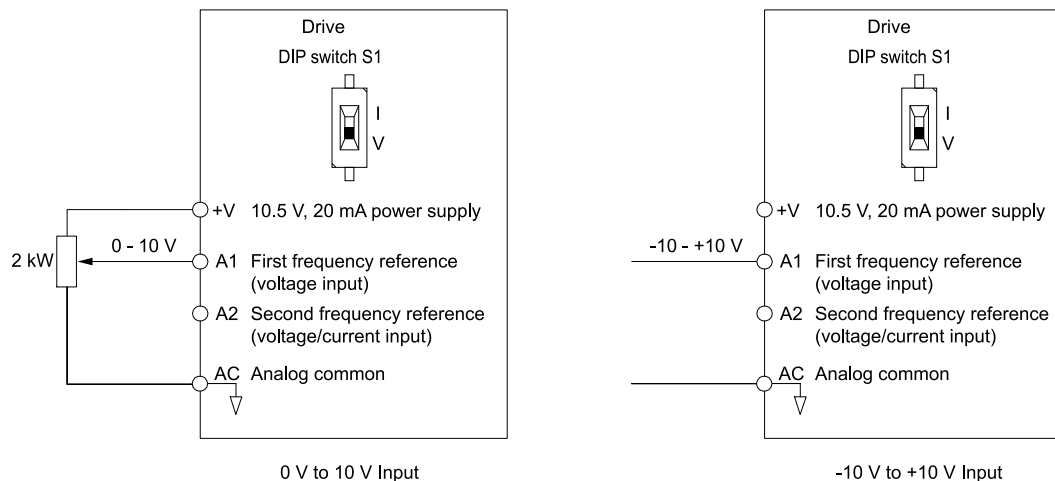 Drive
DIP switch S1
I
V
+V 10.5 V, 20 mA power supply
2 kW
0 - 10 V
A1 First frequency reference
(voltage input)
A2 Second frequency reference
(voltage/current input)
AC Analog common
0 V to 10 V Input
Drive
DIP switch S1
I
V
+V 10.5 V, 20 mA power supply
-10 - +10 V
A1 First frequency reference
(voltage input)
A2 Second frequency reference
(voltage/current input)
AC Analog common
-10 V to +10 V Input